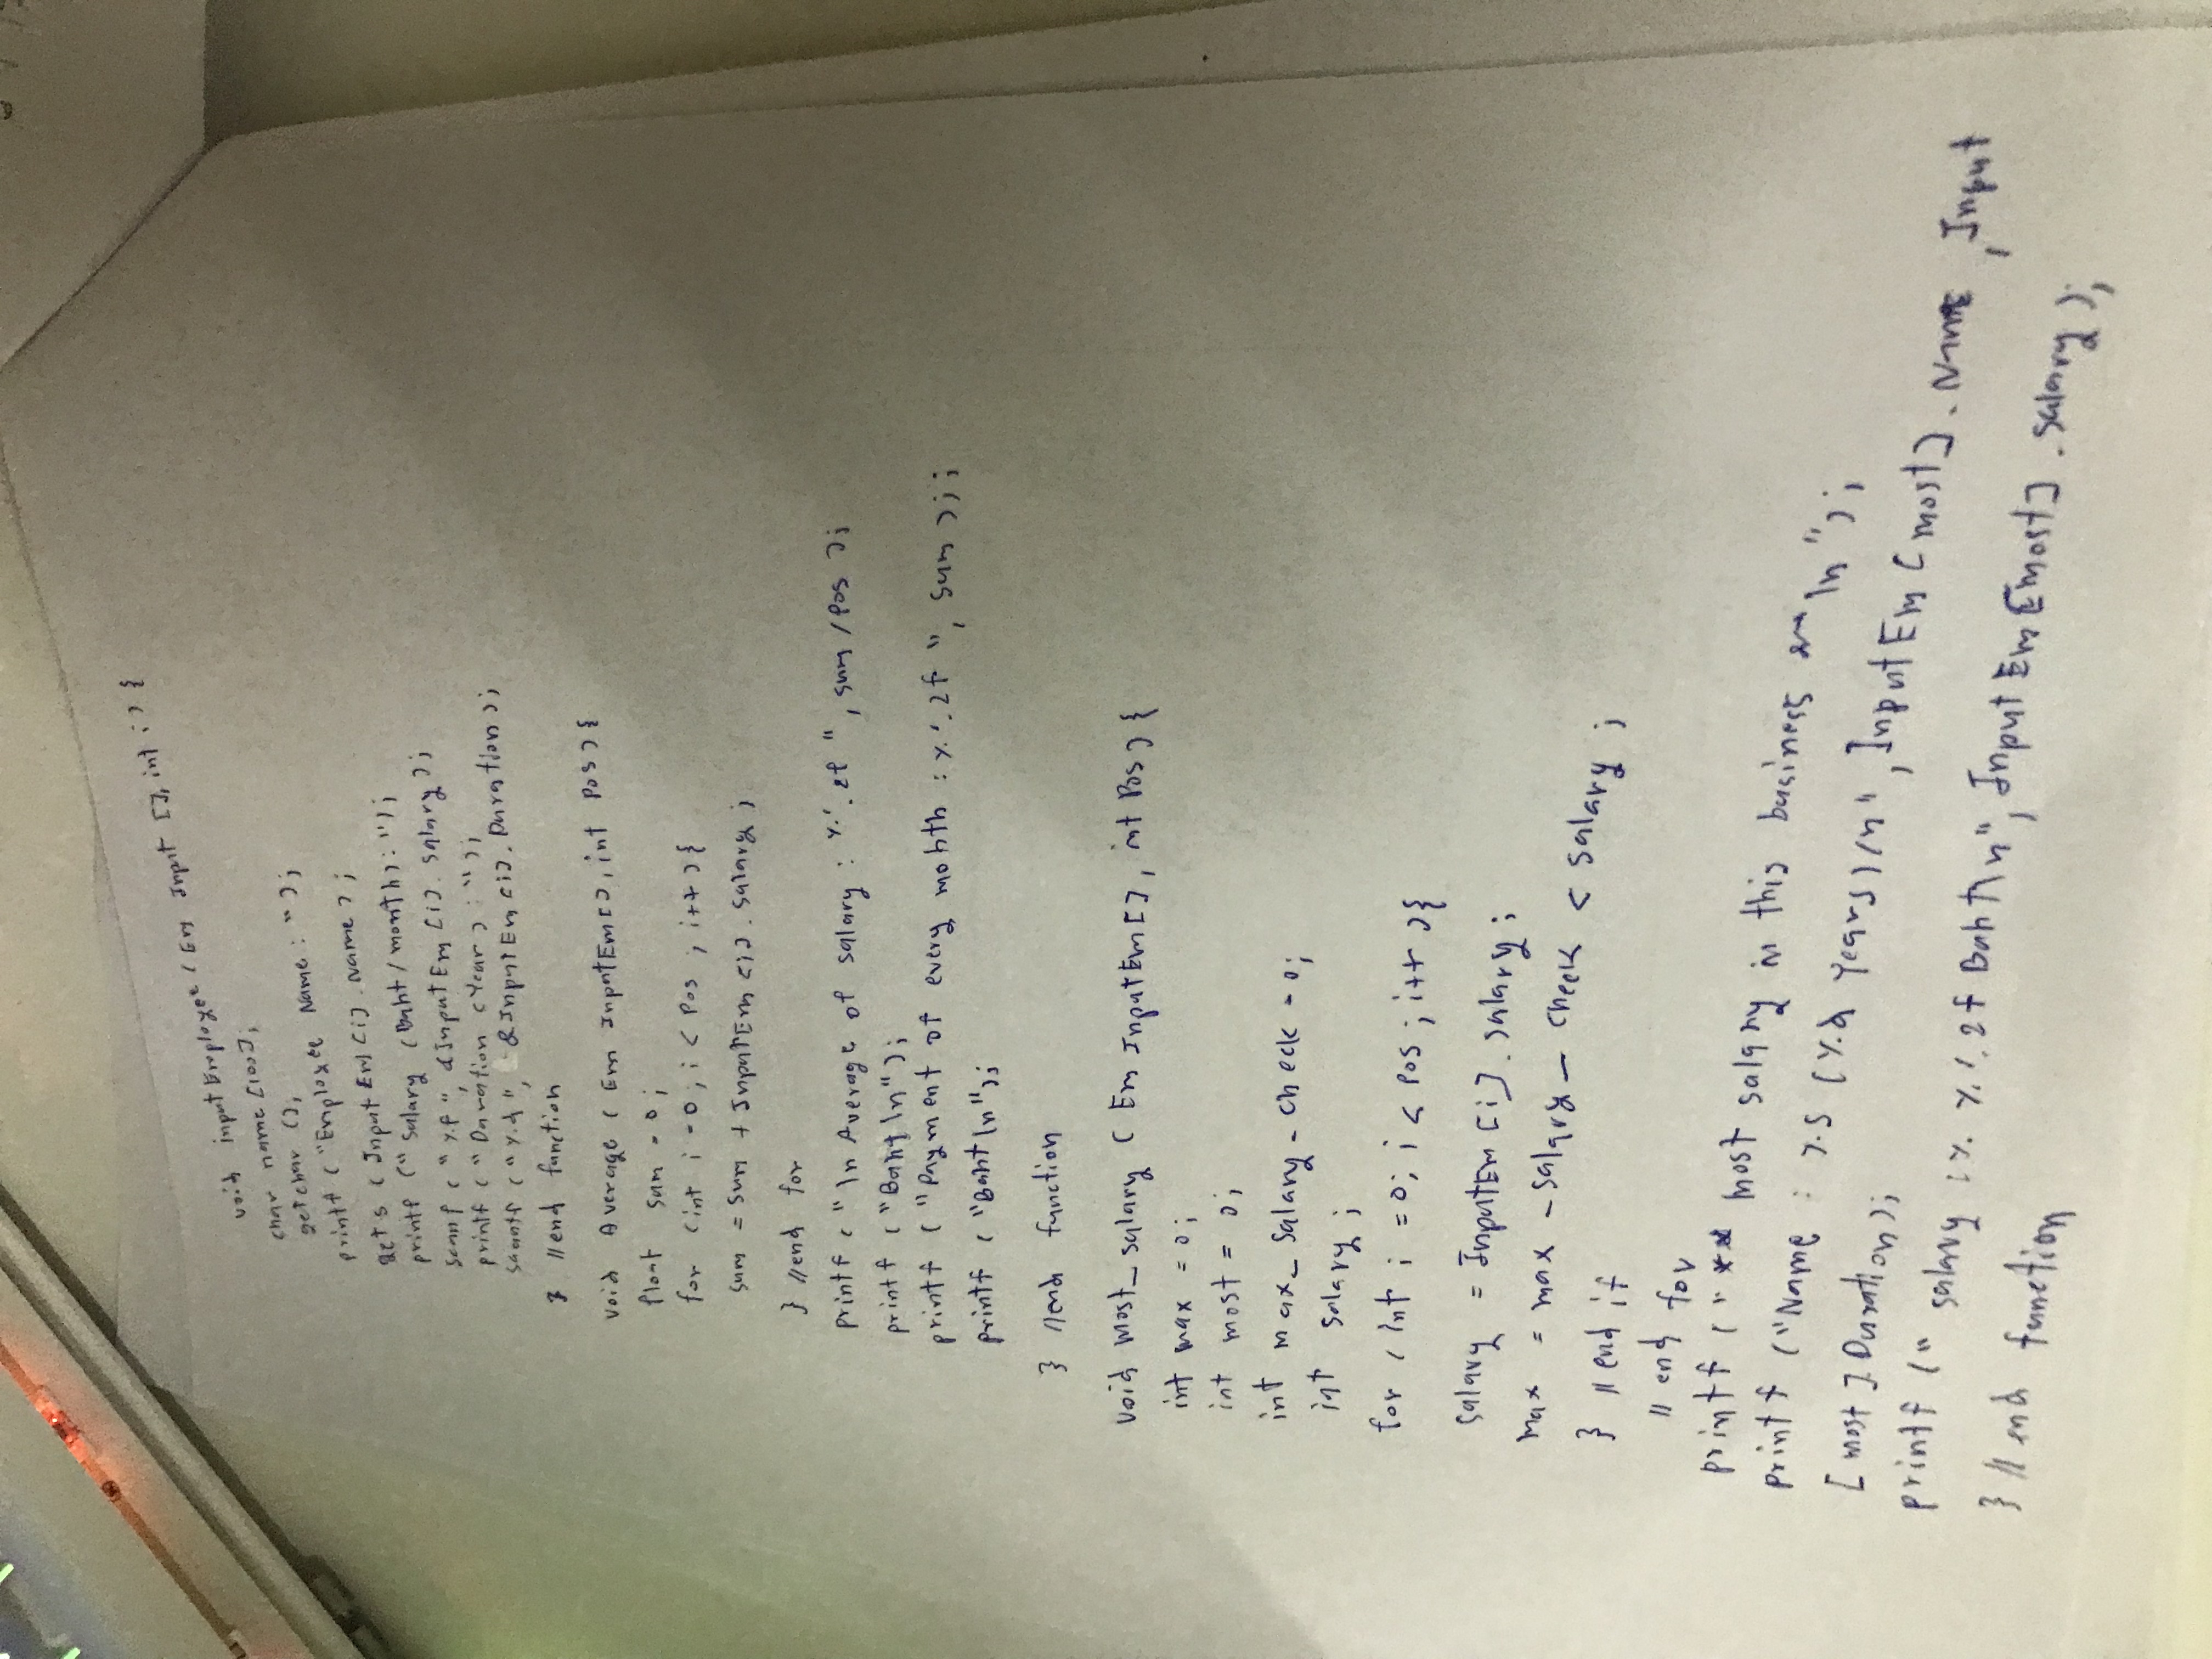 void inputEmployee (Em Input [], int i) {
char name [100];
getchar ();
printf ("Employee Name : ");
gets (InputEm[i].Name);
printf ("Salary (Baht/month): ");
scanf ("%f", &InputEm[i].Salary);
printf ("Duration (Year) : ");
scantf ("%d", &InputEm[i].Duration);
} //end function
void Average (Em InputEm[], int Pos) {
float sum = 0;
for (int i = 0; i < Pos ; i++) {
sum = sum + InputEm[i].Salary;
} //end for
printf ("\n Average of salary : %'.2f ", sum / Pos );
printf ("Baht\n");
printf ("Payment of every month : %'.2f ", sum );;
printf ("Baht\n");
} //end function
void most_salary (Em InputEm[], int Pos) {
int max = 0;
int most = 0;
int max_salary_check = 0;
int salary;
for (int i = 0; i < Pos ; i++ ){
salary = InputEm[i].salary;
max = max_salary_check < salary ;
} //end if
// end for
printf ("** most salary in this business **\n ");
printf ("Name : %s (%d years)/n", InputEm[most].Name, Input
[most].Duration);
printf (" salary : %. %'.2f Baht\n", InputEm[most].salary);
} // end function